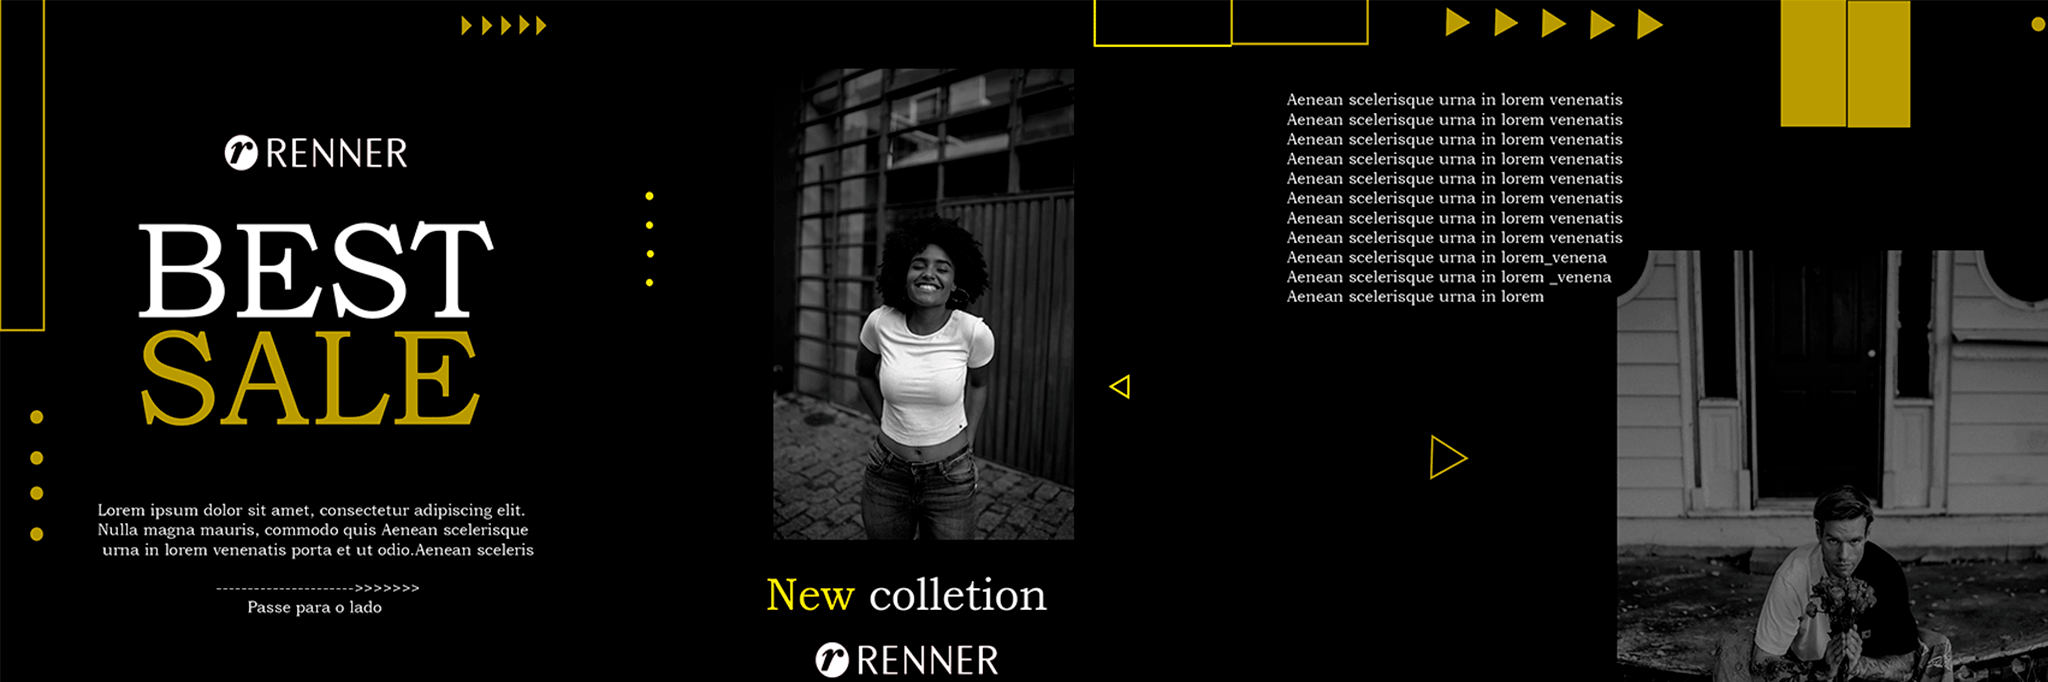 RENNER
BEST
SALE
Lorem ipsum dolor sit amet, consectetur adipiscing elit.
Nulla magna mauris, commodo quis Aenean scelerisque
urna in lorem venenatis porta et ut odio.Aenean sceleris
----------------------->>>>>>>
Passe para o lado
New colletion
RENNER
Aenean scelerisque urna in lorem venenatis
Aenean scelerisque urna in lorem venenatis
Aenean scelerisque urna in lorem venenatis
Aenean scelerisque urna in lorem venenatis
Aenean scelerisque urna in lorem venenatis
Aenean scelerisque urna in lorem venenatis
Aenean scelerisque urna in lorem venenatis
Aenean scelerisque urna in lorem venenatis
Aenean scelerisque urna in lorem_venena
Aenean scelerisque urna in lorem _venena
Aenean scelerisque urna in lorem